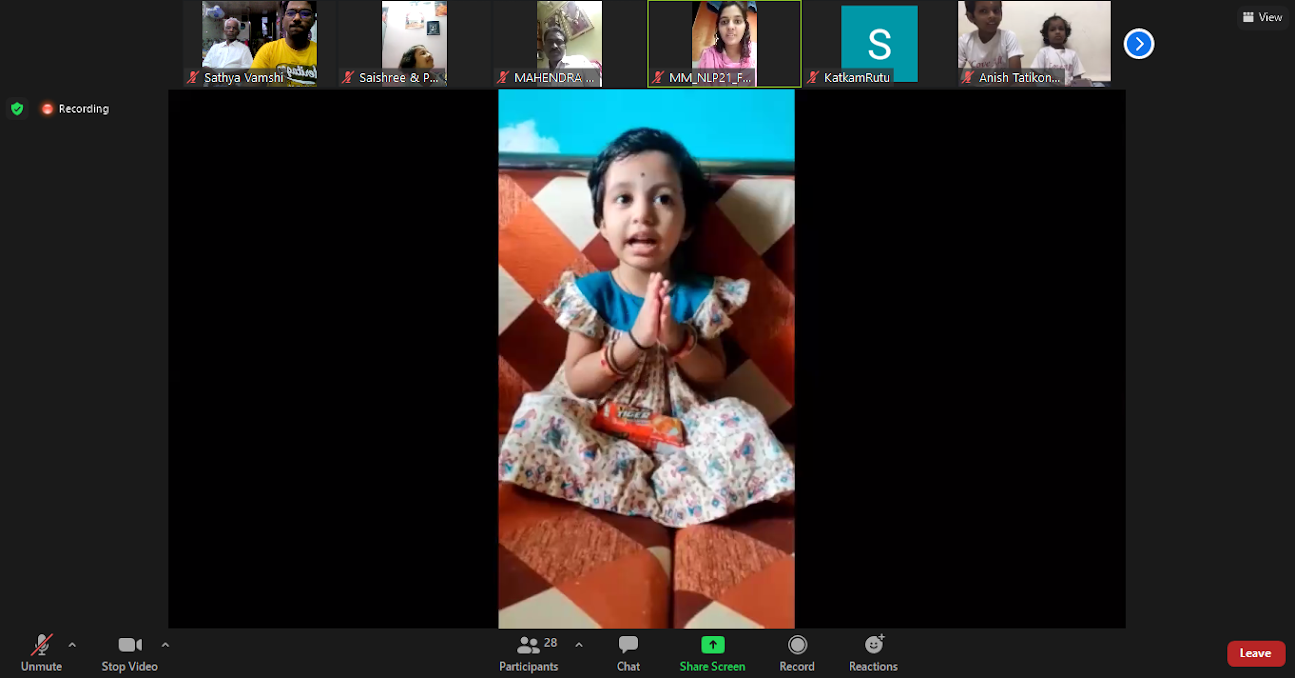 Sathya Vamshi
Saishree & P...
MAHENDRA ...
MM_NLP21_F...
S
KatkamRutu
Anish Tatikon...
View
Recording
TIGER
Unmute
Stop Video
Participants
28
Chat
Share Screen
Record
Reactions
Leave